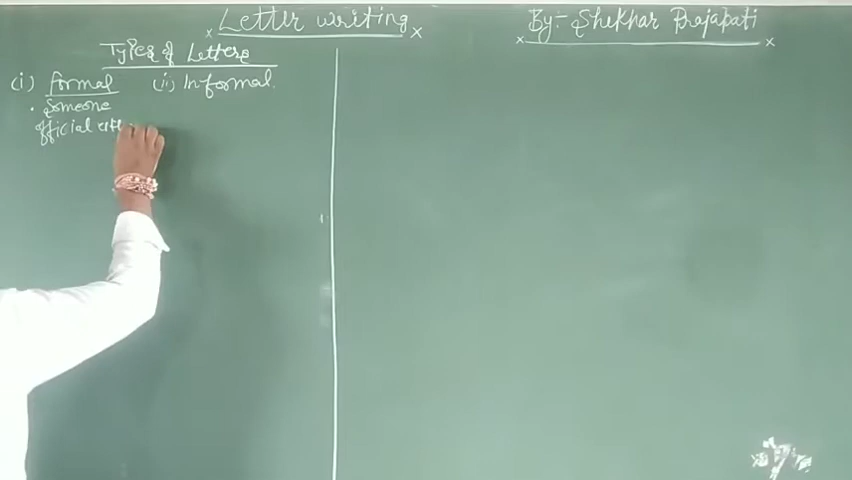 Letter writing
By:- Shekhar Prajapati
Types of Letters
(i) formal (ii) Informal.
. Someone
official